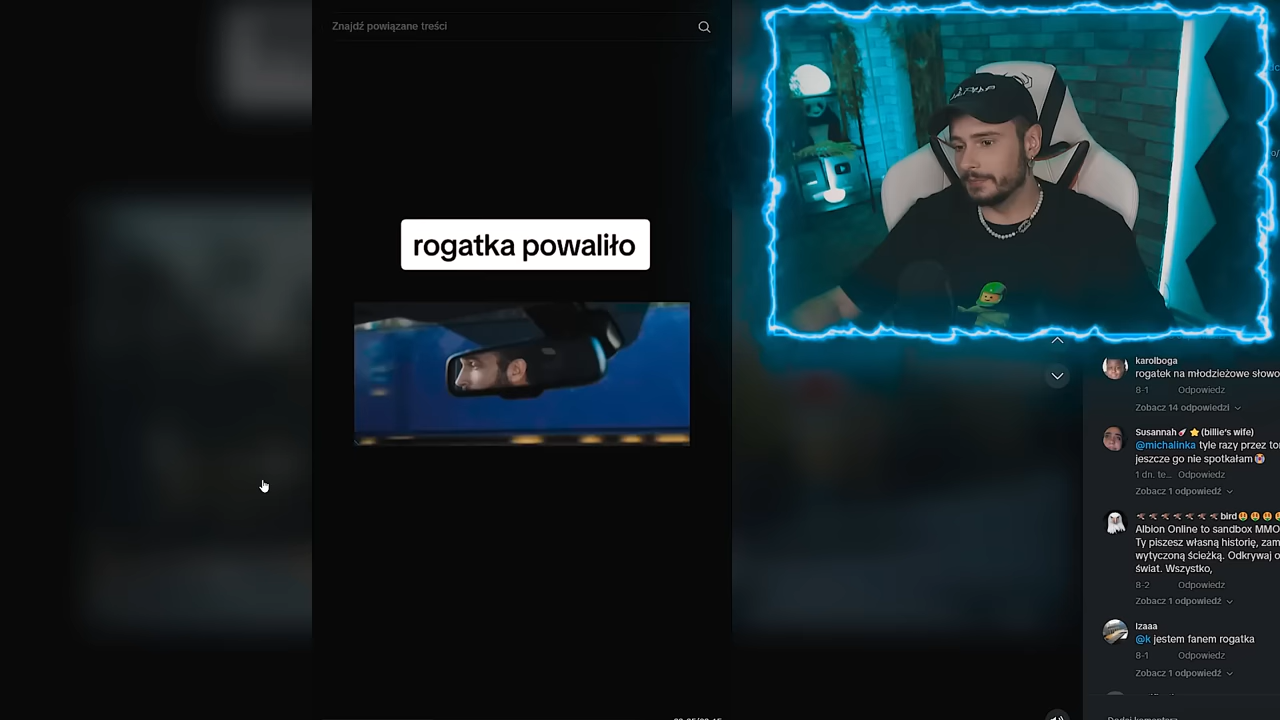 Znajdź powiązane treści
rogatka powaliło
karolboga
rogatek na młodzieżowe słowo
8-1 Odpowiedz
Zobacz 14 odpowiedzi
Susannah🚀 ⭐ (billie's wife)
@michalinka tyle razy przez to
jeszcze go nie spotkałam😭
1 dn. te... Odpowiedz
Zobacz 1 odpowiedź
bird🤑🤑🤑
Albion Online to sandbox MMO
Ty piszesz własną historię, zam
wytyczoną ścieżką. Odkrywaj o
świat. Wszystko,
8-2 Odpowiedz
Zobacz 1 odpowiedź
Izaaa
@k jestem fanem rogatka
8-1 Odpowiedz
Zobacz 1 odpowiedź